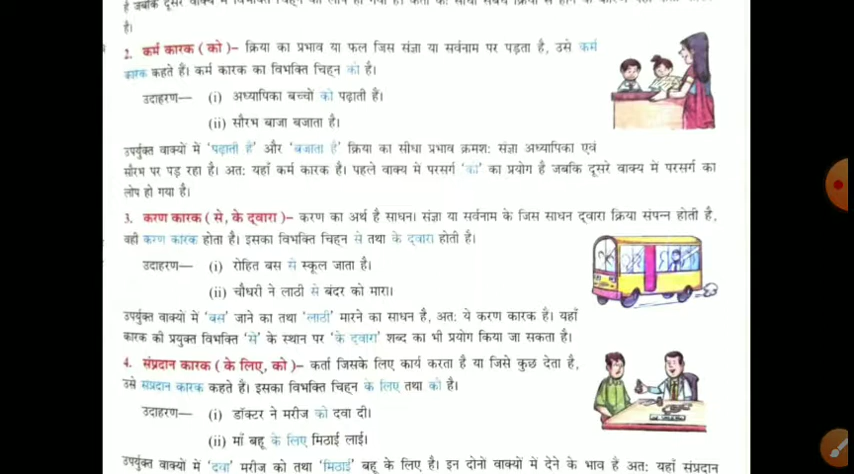 है जबकि दूसरे वाक्य में विभक्ति चिह्न का लोप हो गया है। कर्ता का सीधा संबंध क्रिया से होने के कारण
है।
2. कर्म कारक ( को )– क्रिया का प्रभाव या फल जिस संज्ञा या सर्वनाम पर पड़ता है, उसे कर्म
कारक कहते हैं। कर्म कारक का विभक्ति चिह्न को है।
उदाहरण— (i) अध्यापिका बच्चों को पढ़ाती हैं।
(ii) सौरभ बाजा बजाता है।
उपर्युक्त वाक्यों में 'पढ़ाती हैं' और 'बजाता है' क्रिया का सीधा प्रभाव क्रमश: संज्ञा अध्यापिका एवं
सौरभ पर पड़ रहा है। अत: यहाँ कर्म कारक है। पहले वाक्य में परसर्ग 'को' का प्रयोग है जबकि दूसरे वाक्य में परसर्ग का
लोप हो गया है।
3. करण कारक ( से, के द्वारा )– करण का अर्थ है साधन। संज्ञा या सर्वनाम के जिस साधन द्वारा क्रिया संपन्न होती है,
वही करण कारक होता है। इसका विभक्ति चिह्न से तथा के द्वारा होती है।
उदाहरण— (i) रोहित बस से स्कूल जाता है।
(ii) चौधरी ने लाठी से बंदर को मारा।
उपर्युक्त वाक्यों में 'बस' जाने का तथा 'लाठी' मारने का साधन है, अत: ये करण कारक है। यहाँ
कारक की प्रयुक्त विभक्ति 'से' के स्थान पर 'के द्वारा' शब्द का भी प्रयोग किया जा सकता है।
4. संप्रदान कारक ( के लिए, को )– कर्ता जिसके लिए कार्य करता है या जिसे कुछ देता है,
उसे संप्रदान कारक कहते हैं। इसका विभक्ति चिह्न के लिए तथा को है।
उदाहरण— (i) डॉक्टर ने मरीज को दवा दी।
(ii) माँ बहू के लिए मिठाई लाई।
उपर्युक्त वाक्यों में 'दवा' मरीज को तथा 'मिठाई' बहू के लिए है। इन दोनो वाक्यों में देने के भाव है अत: यहाँ संप्रदान